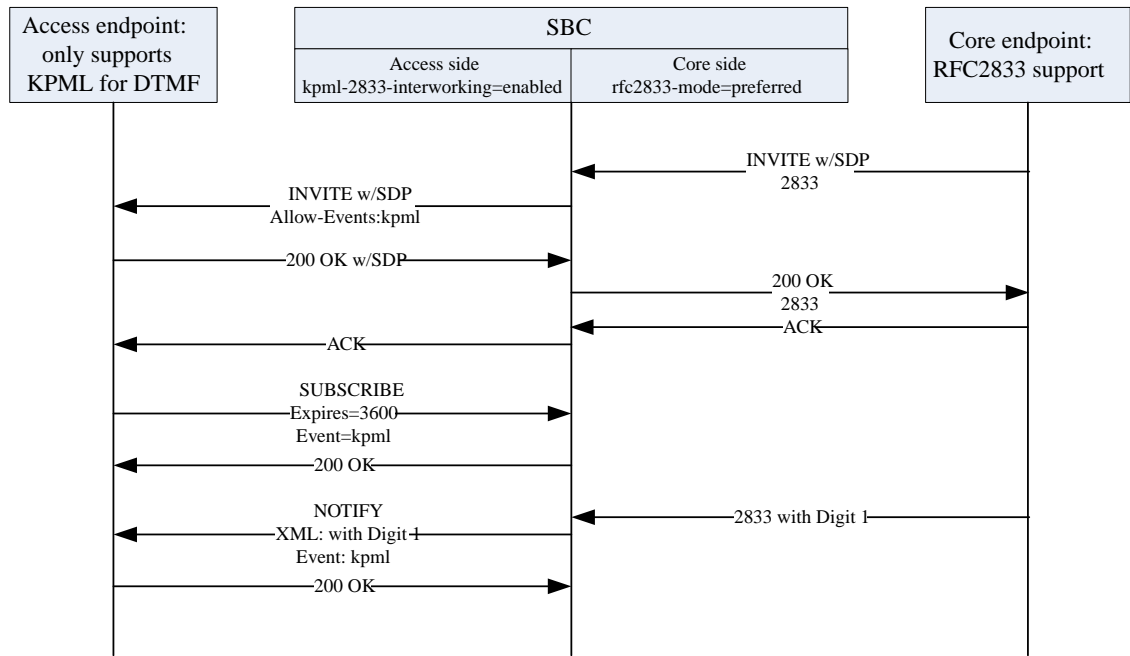 Access endpoint:
only supports
KPML for DTMF
SBC
Access side
kpml-2833-interworking=enabled
Core side
rfc2833-mode=preferred
Core endpoint:
RFC2833 support
INVITE w/SDP
2833
INVITE w/SDP
Allow-Events:kpml
200 OK w/SDP
200 OK
2833
ACK
ACK
SUBSCRIBE
Expires=3600
Event=kpml
200 OK
2833 with Digit 1
NOTIFY
XML: with Digit 1
Event: kpml
200 OK